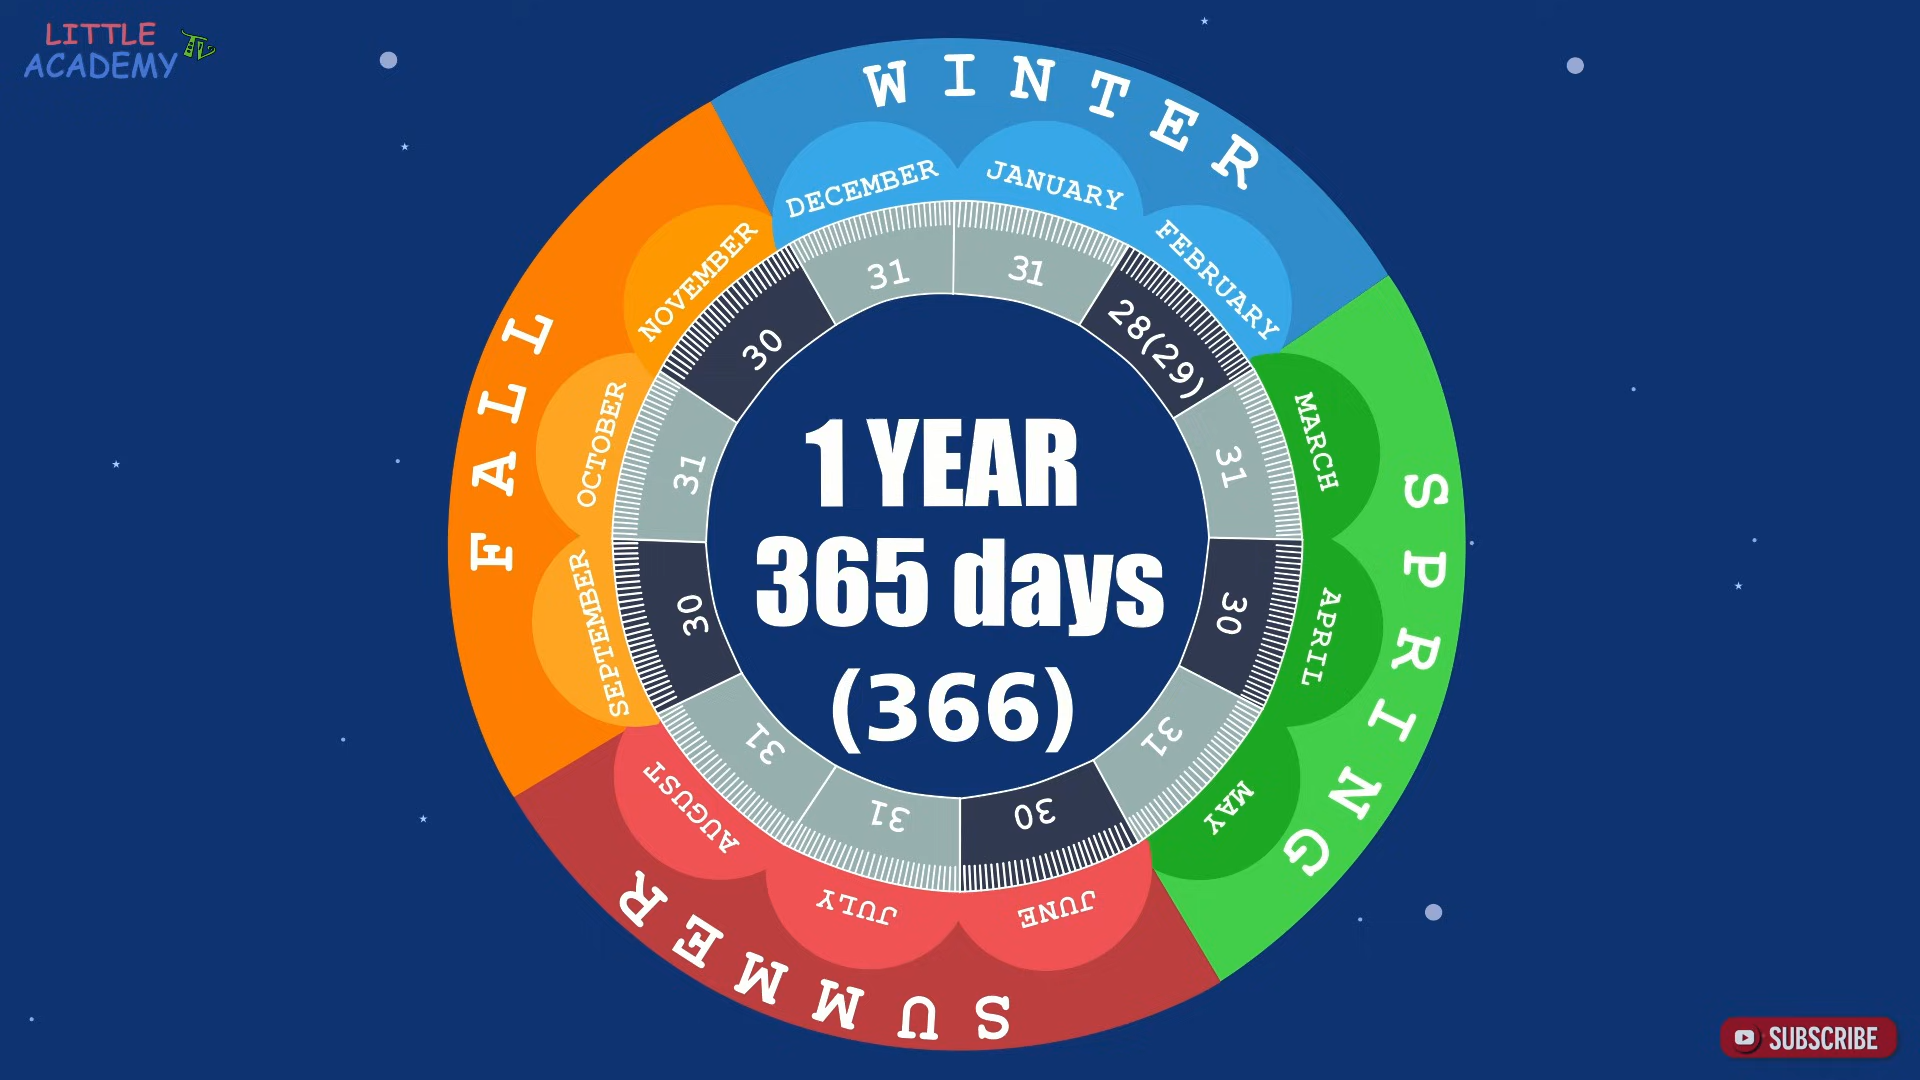 LITTLE
ACADEMY TV
WINTER
DECEMBER
JANUARY
FEBRUARY
31
31
28(29)
SPRING
MARCH
APRIL
MAY
31
30
31
SUMMER
JUNE
JULY
AUGUST
30
31
31
FALL
SEPTEMBER
OCTOBER
NOVEMBER
30
31
30
1 YEAR
365 days
(366)
SUBSCRIBE